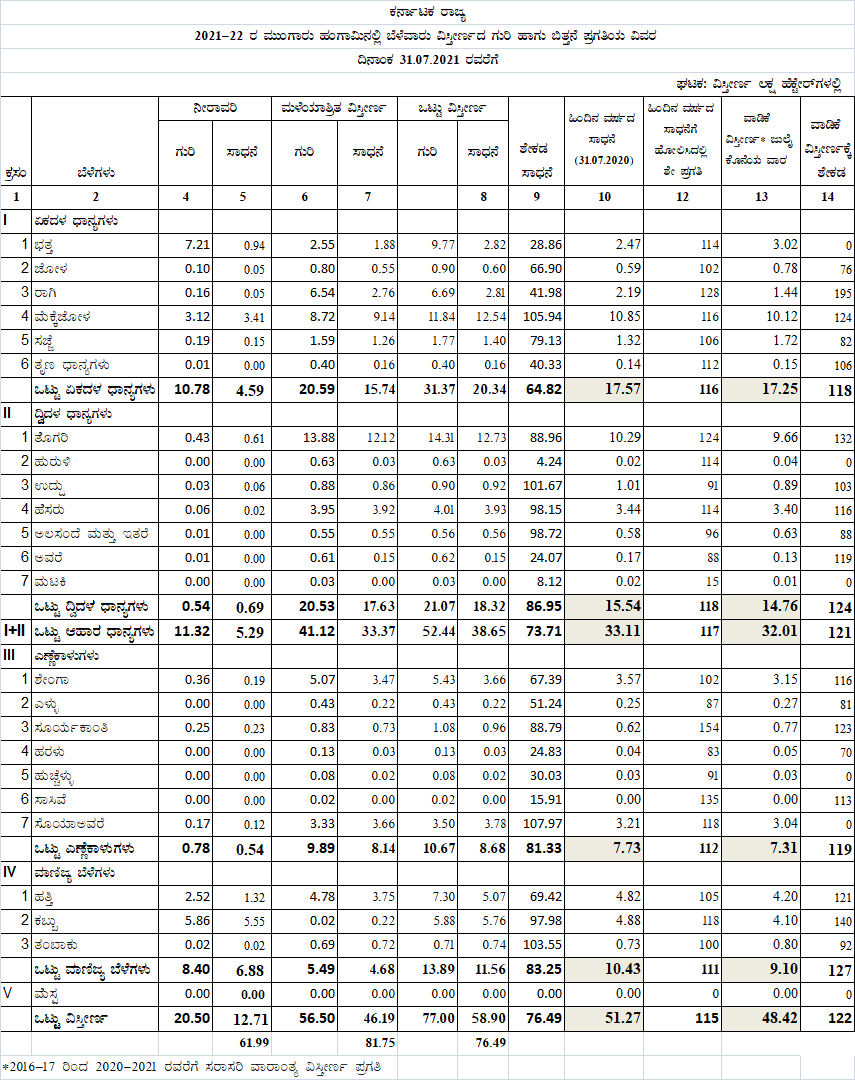 ಕರ್ನಾಟಕ ರಾಜ್ಯ
2021–22 ರ ಮುಂಗಾರು ಹಂಗಾಮಿನಲ್ಲಿ ಬೆಳೆವಾರು ವಿಸ್ತೀರ್ಣದ ಗುರಿ ಹಾಗು ಬಿತ್ತನೆ ಪ್ರಗತಿಯ ವಿವರ
ದಿನಾಂಕ 31.07.2021 ರವರೆಗೆ
ಘಟಕ: ವಿಸ್ತೀರ್ಣ ಲಕ್ಷ ಹೆಕ್ಟೇರ್‌ಗಳಲ್ಲಿ
ಕ್ರಸಂ ಬೆಳೆಗಳು ನೀರಾವರಿ ಮಳೆಯಾಶ್ರಿತ ವಿಸ್ತೀರ್ಣ ಒಟ್ಟು ವಿಸ್ತೀರ್ಣ ಶೇಕಡ ಸಾಧನೆ ಹಿಂದಿನ ವರ್ಷದ ಸಾಧನೆ (31.07.2020) ಹಿಂದಿನ ವರ್ಷದ ಸಾಧನೆಗೆ ಹೋಲಿಸಿದಲ್ಲಿ ಶೇ ಪ್ರಗತಿ ವಾಡಿಕೆ ವಿಸ್ತೀರ್ಣ* ಜುಲೈ ಕೊನೆಯ ವಾರ ವಾಡಿಕೆ ವಿಸ್ತೀರ್ಣಕ್ಕೆ ಶೇಕಡ
ಗುರಿ ಸಾಧನೆ ಗುರಿ ಸಾಧನೆ ಗುರಿ ಸಾಧನೆ
1 2 4 5 6 7 8 9 10 12 13 14
I ಏಕದಳ ಧಾನ್ಯಗಳು
1 ಭತ್ತ 7.21 0.94 2.55 1.88 9.77 2.82 28.86 2.47 114 3.02 0
2 ಜೋಳ 0.10 0.05 0.80 0.55 0.90 0.60 66.90 0.59 102 0.78 76
3 ರಾಗಿ 0.16 0.05 6.54 2.76 6.69 2.81 41.98 2.19 128 1.44 195
4 ಮೆಕ್ಕೆಜೋಳ 3.12 3.41 8.72 9.14 11.84 12.54 105.94 10.85 116 10.12 124
5 ಸಜ್ಜೆ 0.19 0.15 1.59 1.26 1.77 1.40 79.13 1.32 106 1.72 82
6 ತೃಣ ಧಾನ್ಯಗಳು 0.01 0.00 0.40 0.16 0.40 0.16 40.33 0.14 112 0.15 106
ಒಟ್ಟು ಏಕದಳ ಧಾನ್ಯಗಳು 10.78 4.59 20.59 15.74 31.37 20.34 64.82 17.57 116 17.25 118
II ದ್ವಿದಳ ಧಾನ್ಯಗಳು
1 ತೊಗರಿ 0.43 0.61 13.88 12.12 14.31 12.73 88.96 10.29 124 9.66 132
2 ಹುರುಳಿ 0.00 0.00 0.63 0.03 0.63 0.03 4.24 0.02 114 0.04 0
3 ಉದ್ದು 0.03 0.06 0.88 0.86 0.90 0.92 101.67 1.01 91 0.89 103
4 ಹೆಸರು 0.06 0.02 3.95 3.92 4.01 3.93 98.15 3.44 114 3.40 116
5 ಅಲಸಂದೆ ಮತ್ತು ಇತರೆ 0.01 0.00 0.55 0.55 0.56 0.56 98.72 0.58 96 0.63 88
6 ಅವರೆ 0.01 0.00 0.61 0.15 0.62 0.15 24.07 0.17 88 0.13 119
7 ಮಟಕಿ 0.00 0.00 0.03 0.00 0.03 0.00 8.12 0.02 15 0.01 0
ಒಟ್ಟು ದ್ವಿದಳ ಧಾನ್ಯಗಳು 0.54 0.69 20.53 17.63 21.07 18.32 86.95 15.54 118 14.76 124
I+II ಒಟ್ಟು ಆಹಾರ ಧಾನ್ಯಗಳು 11.32 5.29 41.12 33.37 52.44 38.65 73.71 33.11 117 32.01 121
III ಎಣ್ಣೆಕಾಳುಗಳು
1 ಶೇಂಗಾ 0.36 0.19 5.07 3.47 5.43 3.66 67.39 3.57 102 3.15 116
2 ಎಳ್ಳು 0.00 0.00 0.43 0.22 0.43 0.22 51.24 0.25 87 0.27 81
3 ಸೂರ್ಯಕಾಂತಿ 0.25 0.23 0.83 0.73 1.08 0.96 88.79 0.62 154 0.77 123
4 ಹರಳು 0.00 0.00 0.13 0.03 0.13 0.03 24.83 0.04 83 0.05 70
5 ಹುಚ್ಚೆಳ್ಳು 0.00 0.00 0.08 0.02 0.08 0.02 30.03 0.03 91 0.03 0
6 ಸಾಸಿವೆ 0.00 0.00 0.02 0.00 0.02 0.00 15.91 0.00 135 0.00 113
7 ಸೊಯಾಅವರೆ 0.17 0.12 3.33 3.66 3.50 3.78 107.97 3.21 118 3.04 0
ಒಟ್ಟು ಎಣ್ಣೆಕಾಳುಗಳು 0.78 0.54 9.89 8.14 10.67 8.68 81.33 7.73 112 7.31 119
IV ವಾಣಿಜ್ಯ ಬೆಳೆಗಳು
1 ಹತ್ತಿ 2.52 1.32 4.78 3.75 7.30 5.07 69.42 4.82 105 4.20 121
2 ಕಬ್ಬು 5.86 5.55 0.02 0.22 5.88 5.76 97.98 4.88 118 4.10 140
3 ತಂಬಾಕು 0.02 0.02 0.69 0.72 0.71 0.74 103.55 0.73 100 0.80 92
ಒಟ್ಟು ವಾಣಿಜ್ಯ ಬೆಳೆಗಳು 8.40 6.88 5.49 4.68 13.89 11.56 83.25 10.43 111 9.10 127
V ಮೆಸ್ತ 0.00 0.00 0.00 0.00 0.00 0.00 0.00 0.00 0 0.00 0
ಒಟ್ಟು ವಿಸ್ತೀರ್ಣ 20.50 12.71 56.50 46.19 77.00 58.90 76.49 51.27 115 48.42 122
61.99 81.75 76.49
*2016–17 ರಿಂದ 2020–2021 ರವರೆಗೆ ಸರಾಸರಿ ವಾರಾಂತ್ಯ ವಿಸ್ತೀರ್ಣ ಪ್ರಗತಿ